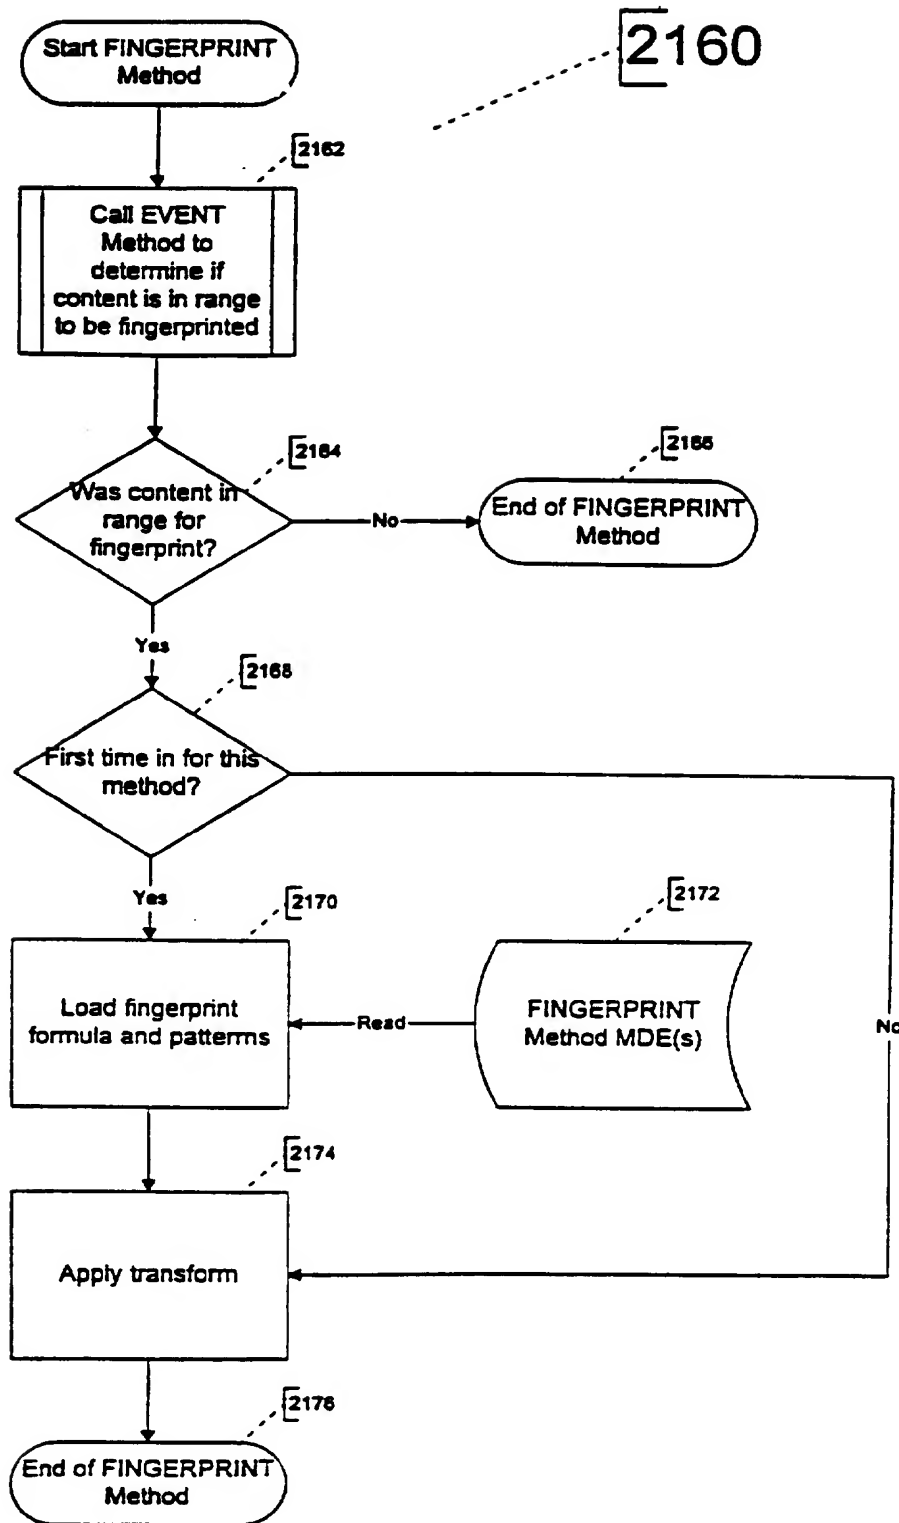 Start FINGERPRINT
Method
2160
2162
Call EVENT
Method to
determine if
content is in range
to be fingerprinted
2164
Was content in
range for
fingerprint?
No
2166
End of FINGERPRINT
Method
Yes
2168
First time in for this
method?
Yes
2170
2172
Load fingerprint
formula and patterns
Read
FINGERPRINT
Method MDE(s)
No
2174
Apply transform
2176
End of FINGERPRINT
Method